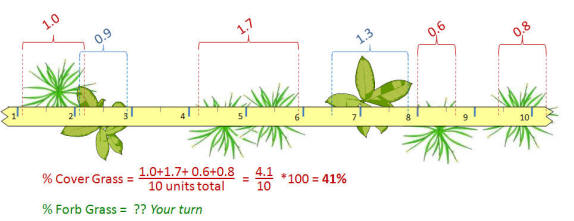 1.0 0.9 1.7 1.3 0.6 0.8
1 2 3 4 5 6 7 8 9 10
% Cover Grass = 1.0+1.7+ 0.6+0.8 / 10 units total = 4.1 / 10 *100 = 41%
% Forb Grass = ?? Your turn